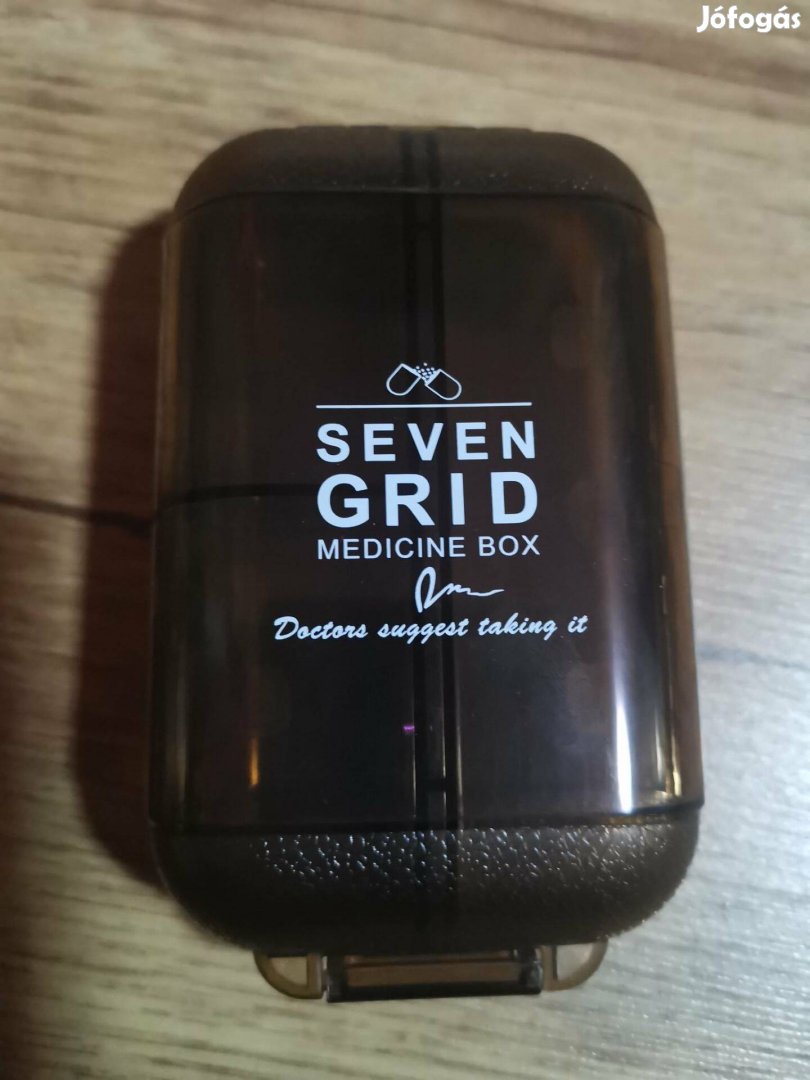 Jófogás
SEVEN
GRID
MEDICINE BOX
Doctors suggest taking it